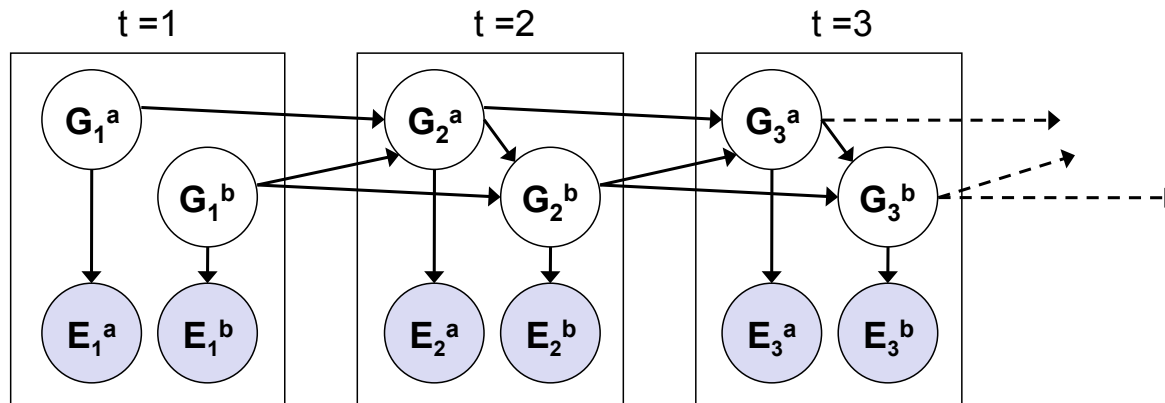 t =1 t =2 t =3
G₁ᵃ G₂ᵃ G₃ᵃ
G₁ᵇ G₂ᵇ G₃ᵇ
E₁ᵃ E₁ᵇ E₂ᵃ E₂ᵇ E₃ᵃ E₃ᵇ